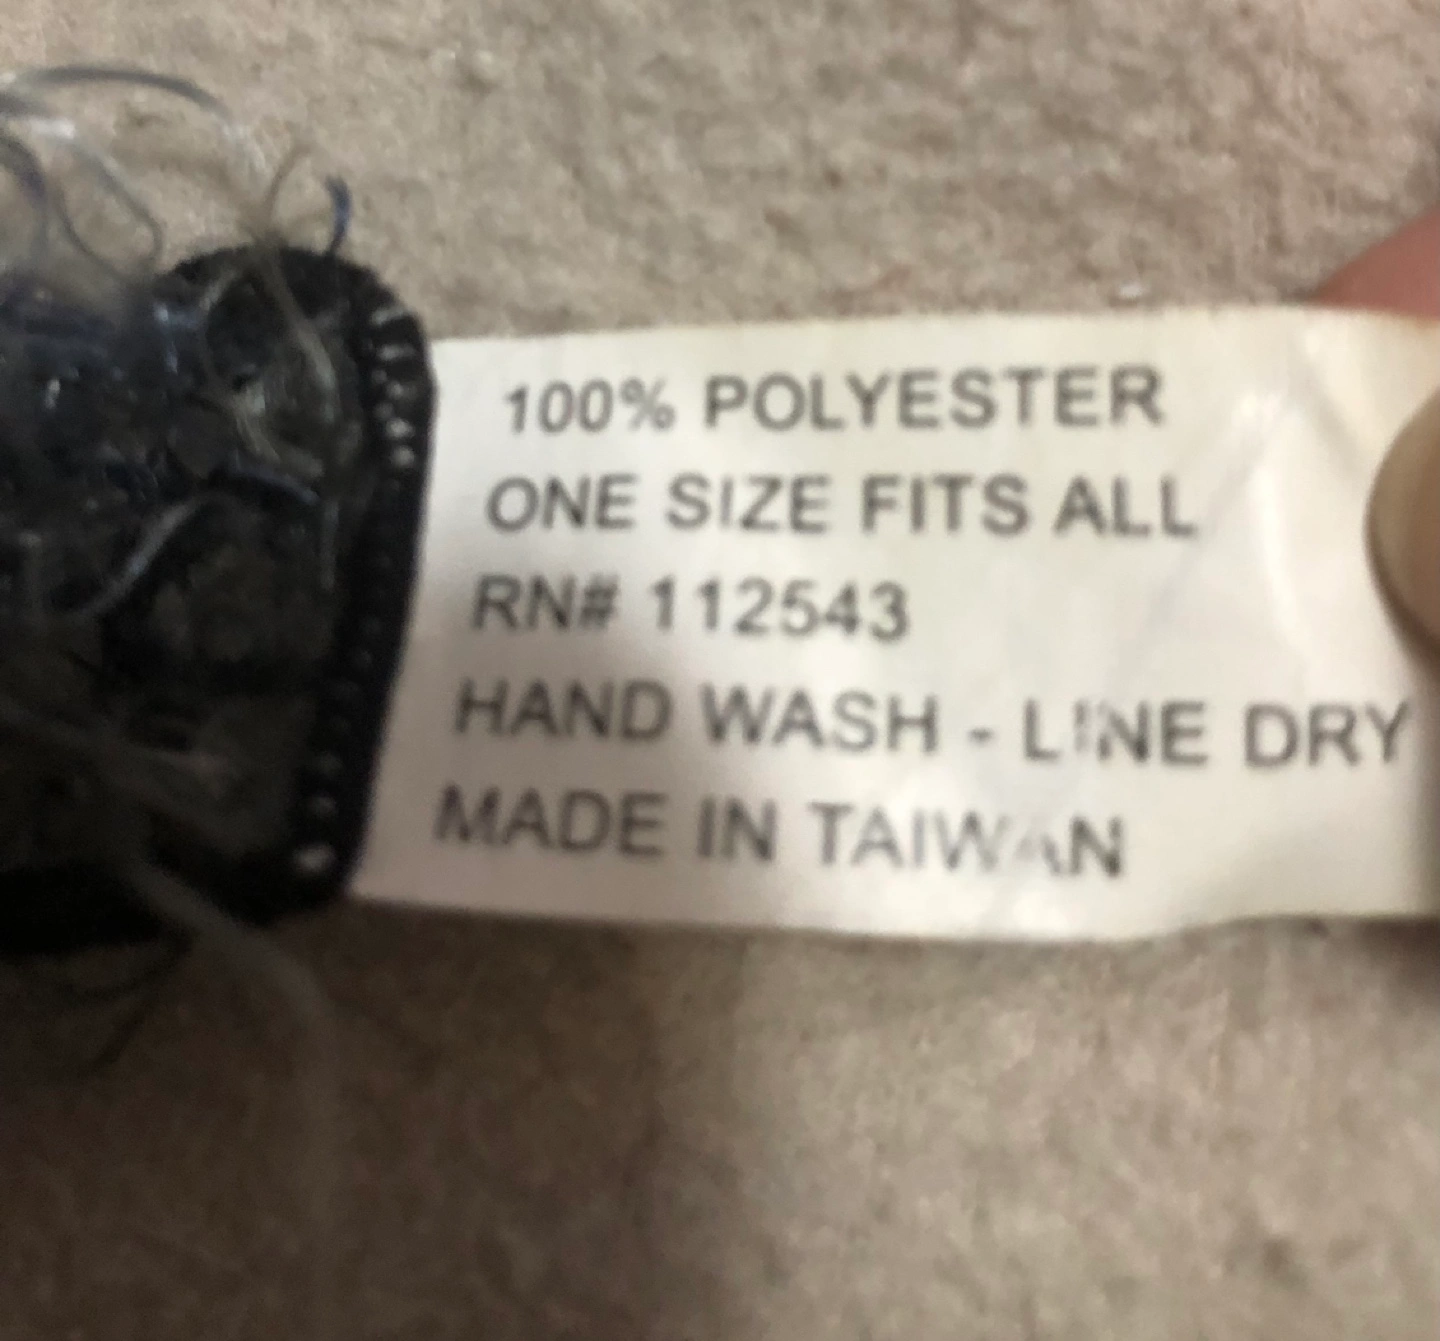 100% POLYESTER
ONE SIZE FITS ALL
RN# 112543
HAND WASH - LINE DRY
MADE IN TAIWAN